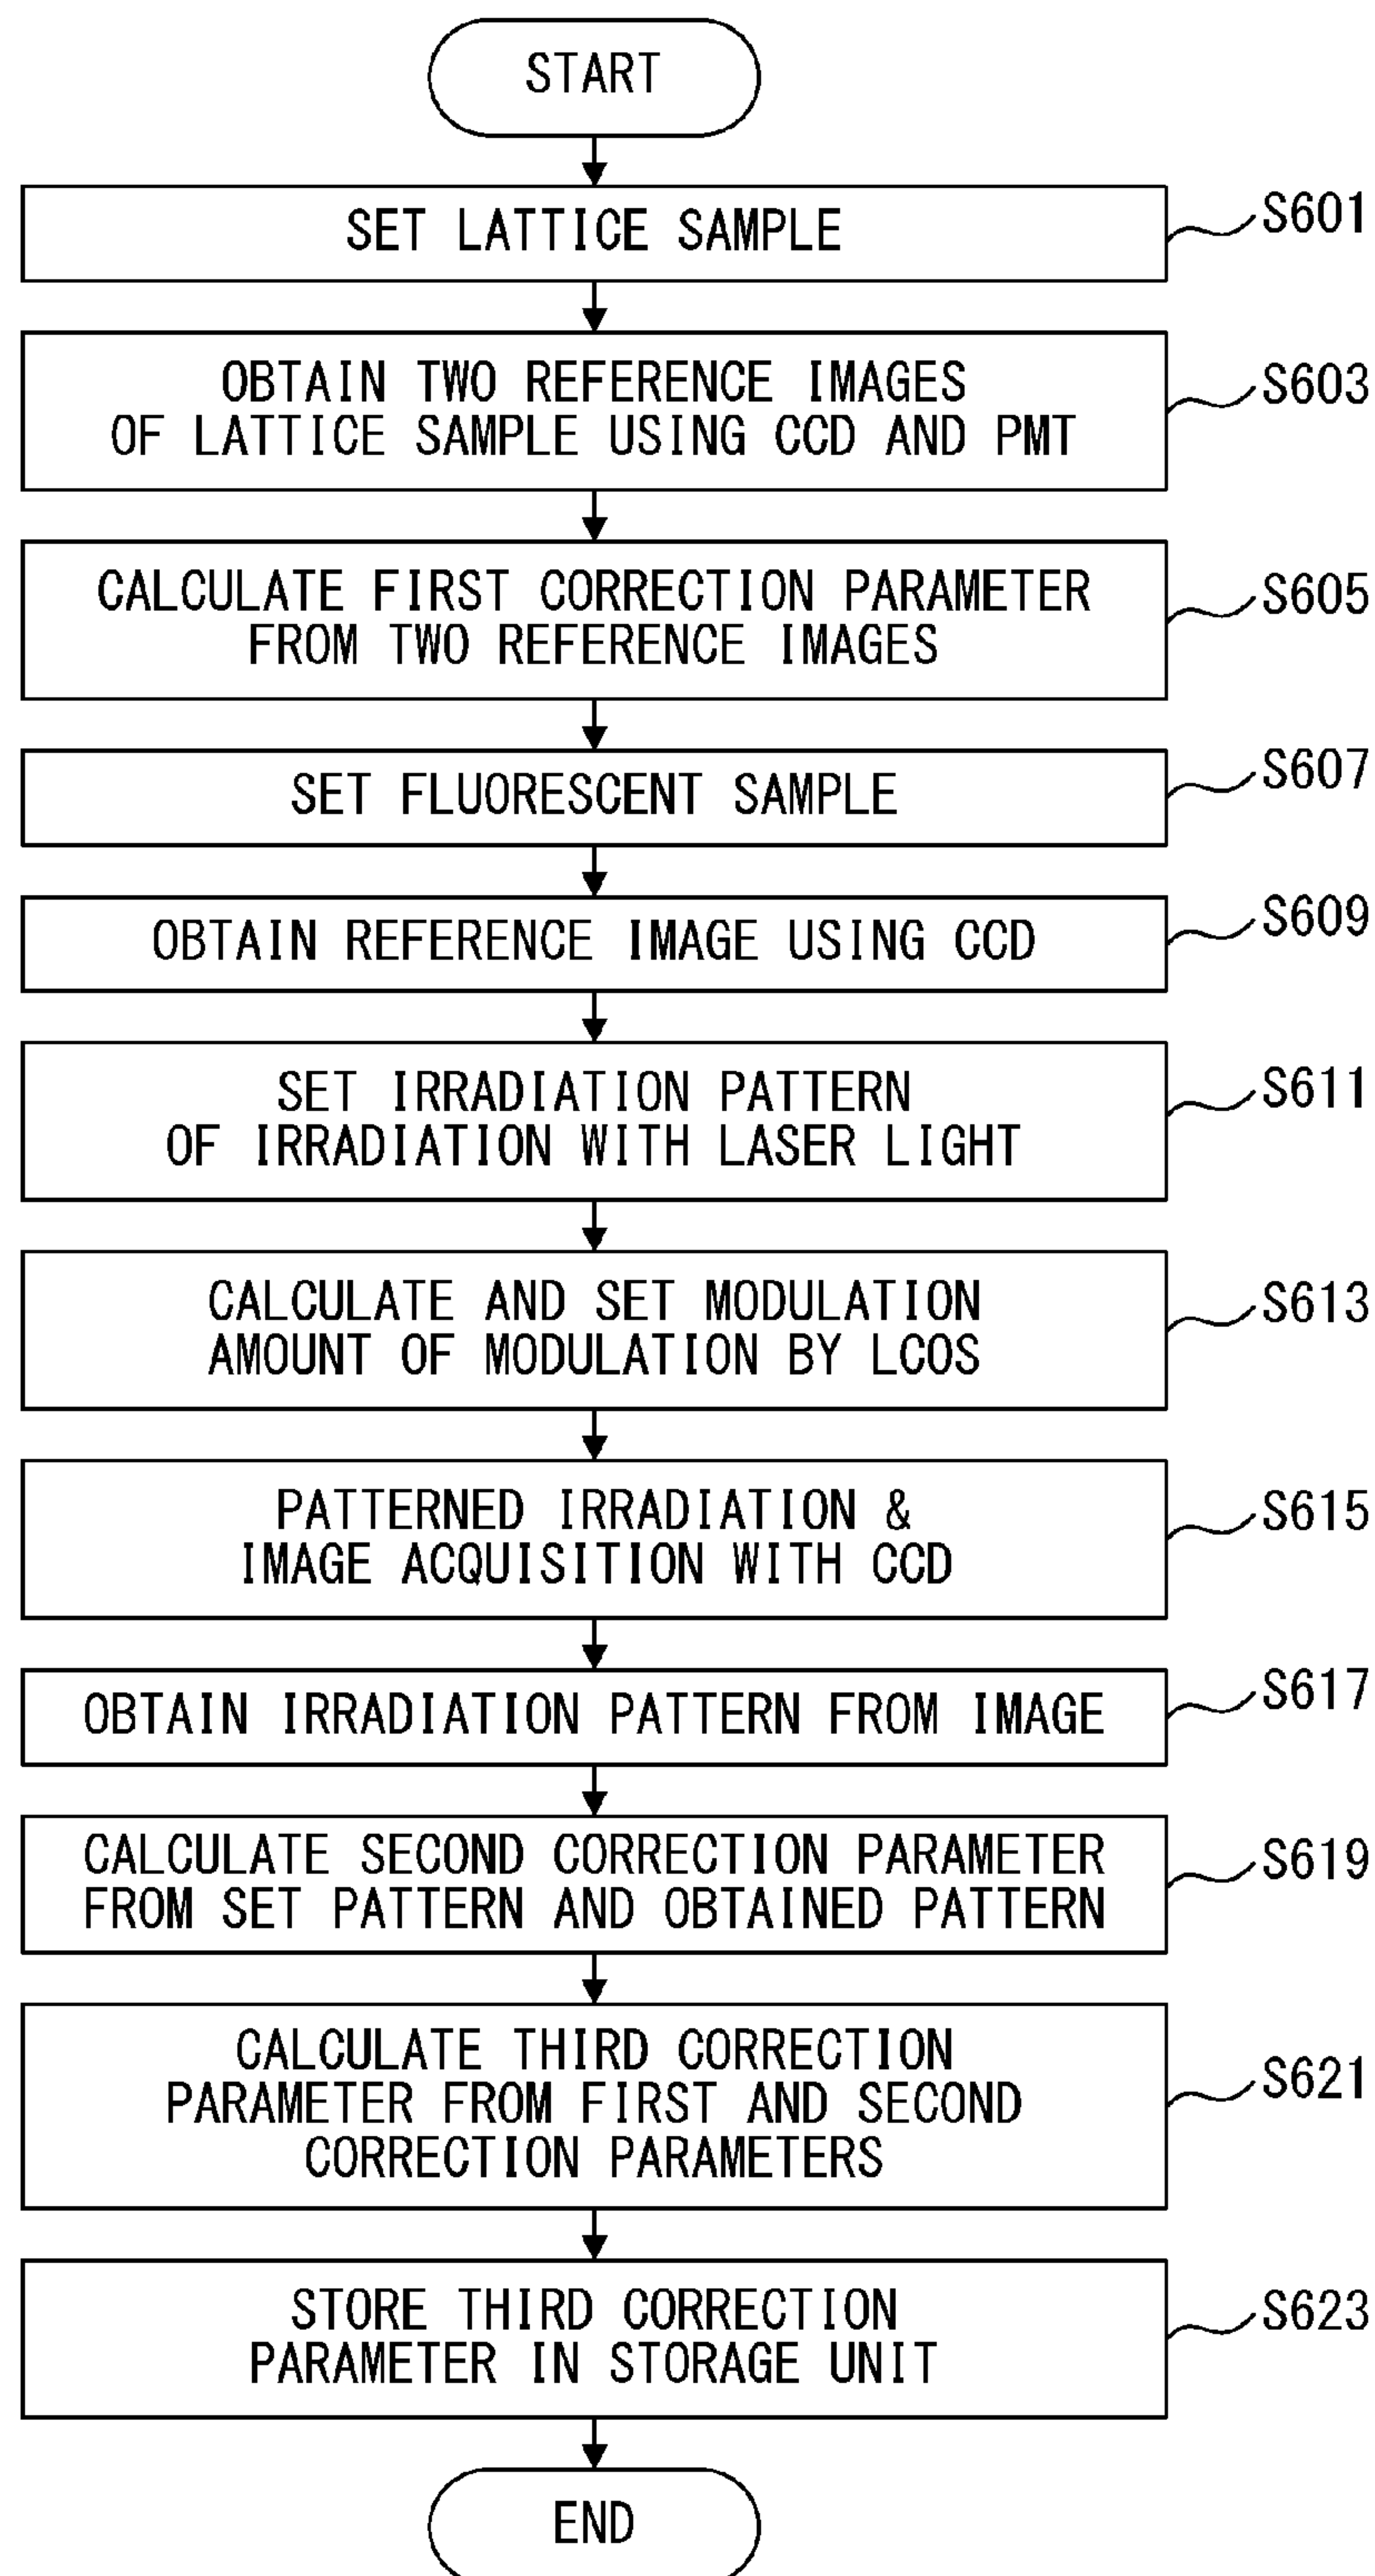 START
SET LATTICE SAMPLE
S601
OBTAIN TWO REFERENCE IMAGES
OF LATTICE SAMPLE USING CCD AND PMT
S603
CALCULATE FIRST CORRECTION PARAMETER
FROM TWO REFERENCE IMAGES
S605
SET FLUORESCENT SAMPLE
S607
OBTAIN REFERENCE IMAGE USING CCD
S609
SET IRRADIATION PATTERN
OF IRRADIATION WITH LASER LIGHT
S611
CALCULATE AND SET MODULATION
AMOUNT OF MODULATION BY LCOS
S613
PATTERNED IRRADIATION &
IMAGE ACQUISITION WITH CCD
S615
OBTAIN IRRADIATION PATTERN FROM IMAGE
S617
CALCULATE SECOND CORRECTION PARAMETER
FROM SET PATTERN AND OBTAINED PATTERN
S619
CALCULATE THIRD CORRECTION
PARAMETER FROM FIRST AND SECOND
CORRECTION PARAMETERS
S621
STORE THIRD CORRECTION
PARAMETER IN STORAGE UNIT
S623
END